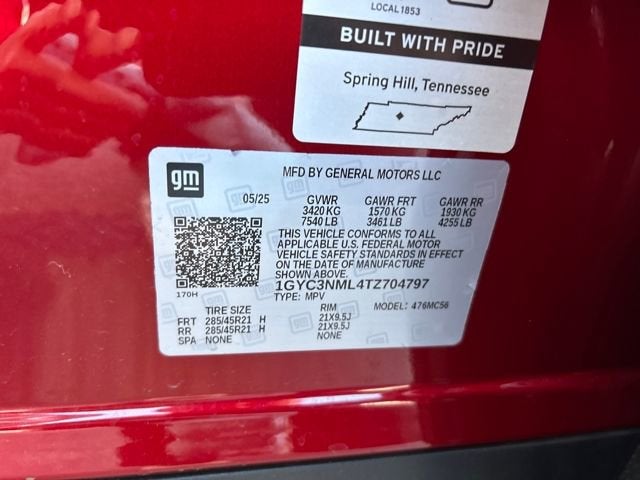 LOCAL 1853
BUILT WITH PRIDE
Spring Hill, Tennessee
gm
MFD BY GENERAL MOTORS LLC
05/25 GVWR GAWR FRT GAWR RR
3420 KG 1570 KG 1930 KG
7540 LB 3461 LB 4255 LB
THIS VEHICLE CONFORMS TO ALL
APPLICABLE U.S. FEDERAL MOTOR
VEHICLE SAFETY STANDARDS IN EFFECT
ON THE DATE OF MANUFACTURE
SHOWN ABOVE.
170H
1GYC3NML4TZ704797
TYPE: MPV MODEL: 476MC56
TIRE SIZE RIM
FRT 285/45R21 H 21X9.5J
RR 285/45R21 H 21X9.5J
SPA NONE NONE